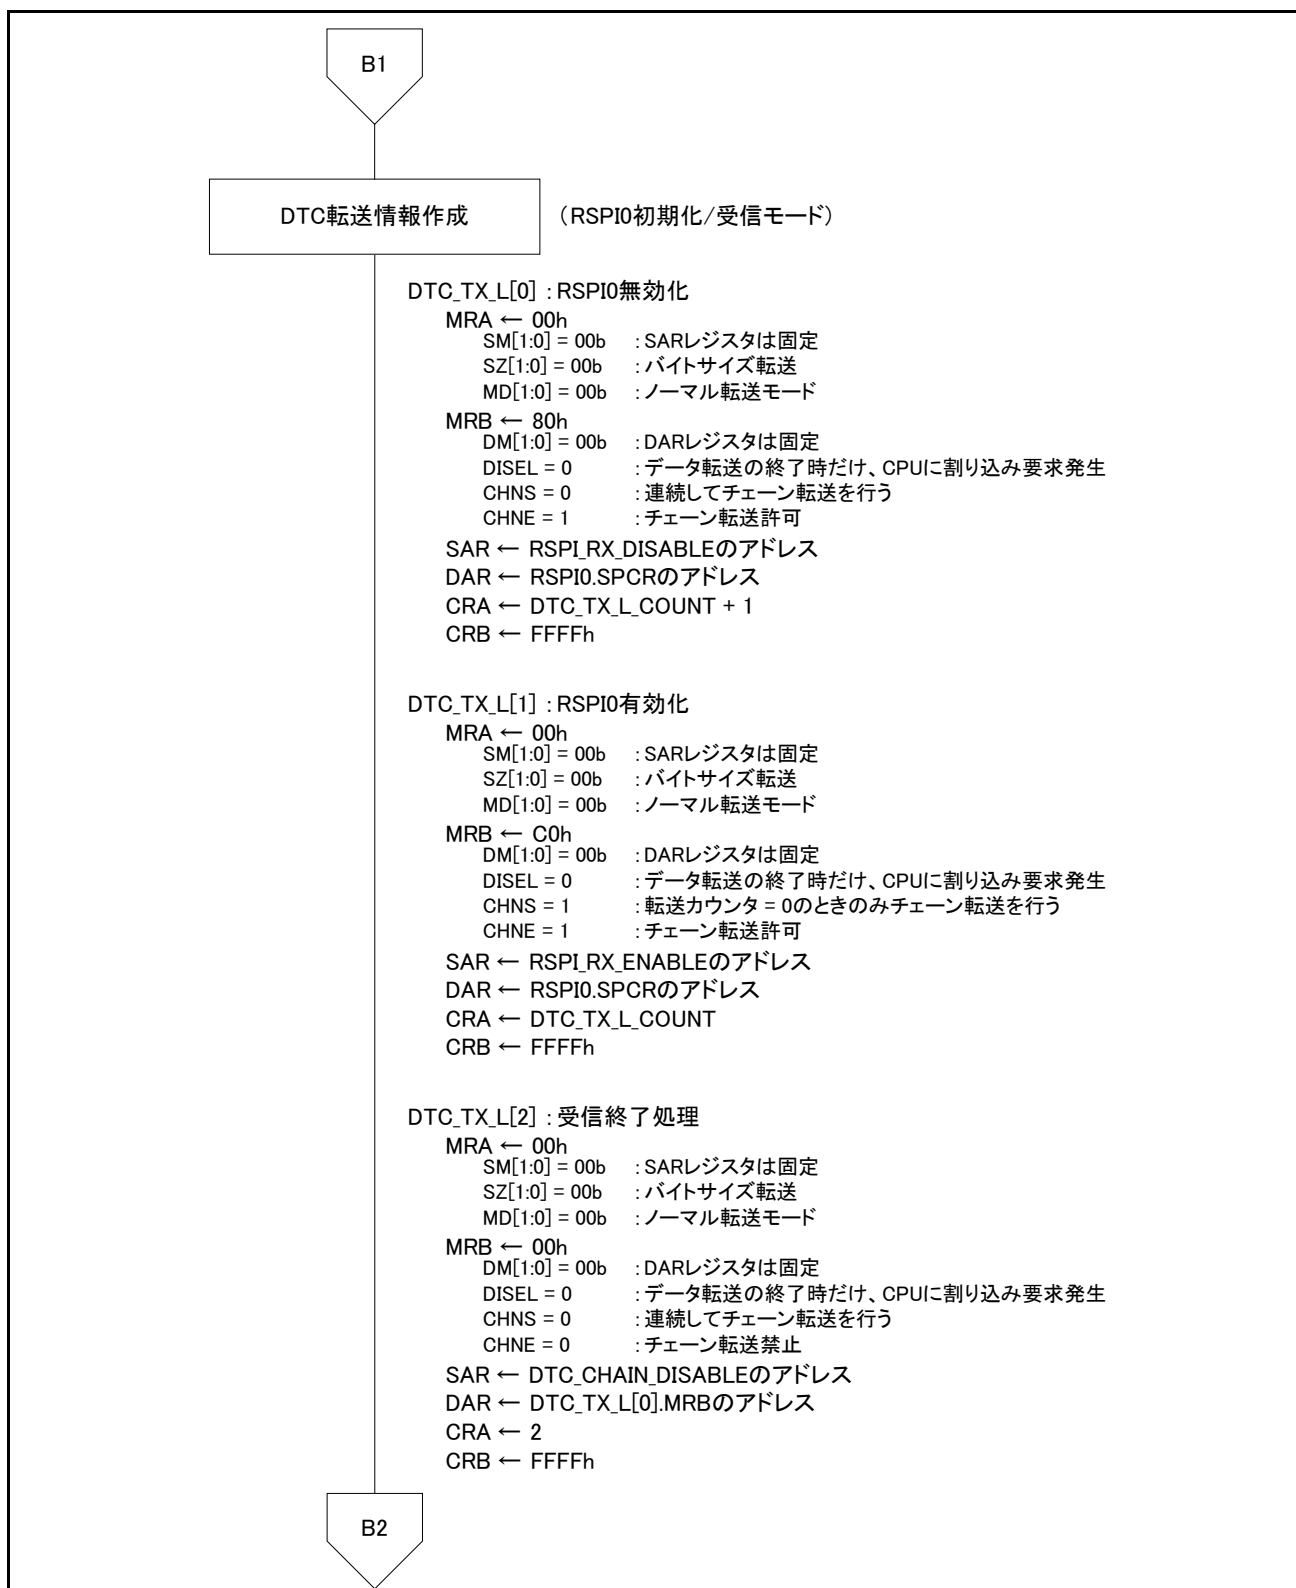 B1
DTC転送情報作成 （RSPI0初期化/受信モード）
DTC_TX_L[0] : RSPI0無効化
MRA ← 00h
SM[1:0] = 00b : SARレジスタは固定
SZ[1:0] = 00b : バイトサイズ転送
MD[1:0] = 00b : ノーマル転送モード
MRB ← 80h
DM[1:0] = 00b : DARレジスタは固定
DISEL = 0 : データ転送の終了時だけ、CPUに割り込み要求発生
CHNS = 0 : 連続してチェーン転送を行う
CHNE = 1 : チェーン転送許可
SAR ← RSPI_RX_DISABLEのアドレス
DAR ← RSPI0.SPCRのアドレス
CRA ← DTC_TX_L_COUNT + 1
CRB ← FFFFh
DTC_TX_L[1] : RSPI0有効化
MRA ← 00h
SM[1:0] = 00b : SARレジスタは固定
SZ[1:0] = 00b : バイトサイズ転送
MD[1:0] = 00b : ノーマル転送モード
MRB ← C0h
DM[1:0] = 00b : DARレジスタは固定
DISEL = 0 : データ転送の終了時だけ、CPUに割り込み要求発生
CHNS = 1 : 転送カウンタ = 0のときのみチェーン転送を行う
CHNE = 1 : チェーン転送許可
SAR ← RSPI_RX_ENABLEのアドレス
DAR ← RSPI0.SPCRのアドレス
CRA ← DTC_TX_L_COUNT
CRB ← FFFFh
DTC_TX_L[2] : 受信終了処理
MRA ← 00h
SM[1:0] = 00b : SARレジスタは固定
SZ[1:0] = 00b : バイトサイズ転送
MD[1:0] = 00b : ノーマル転送モード
MRB ← 00h
DM[1:0] = 00b : DARレジスタは固定
DISEL = 0 : データ転送の終了時だけ、CPUに割り込み要求発生
CHNS = 0 : 連続してチェーン転送を行う
CHNE = 0 : チェーン転送禁止
SAR ← DTC_CHAIN_DISABLEのアドレス
DAR ← DTC_TX_L[0].MRBのアドレス
CRA ← 2
CRB ← FFFFh
B2